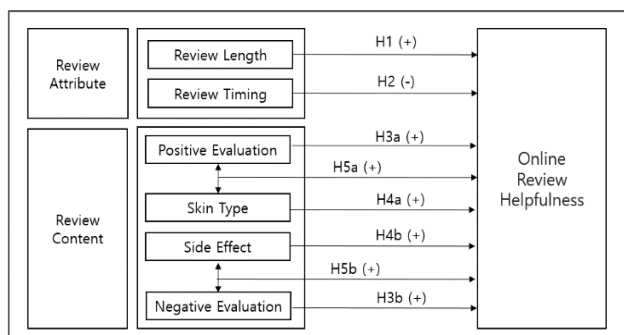 Review
Attribute
Review Length
H1 (+)
Review Timing
H2 (-)
Review
Content
Positive Evaluation
H3a (+)
H5a (+)
Skin Type
H4a (+)
Side Effect
H4b (+)
H5b (+)
Negative Evaluation
H3b (+)
Online
Review
Helpfulness